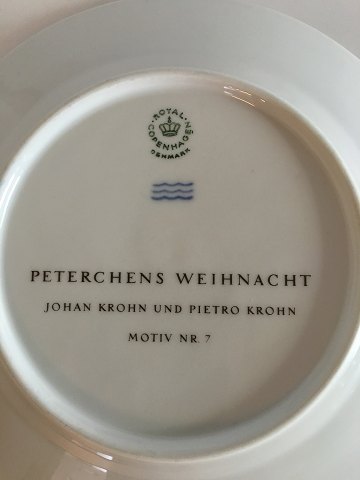 ROYAL
COPENHAGEN
DENMARK
PETERCHENS WEIHNACHT
JOHAN KROHN UND PIETRO KROHN
MOTIV NR. 7